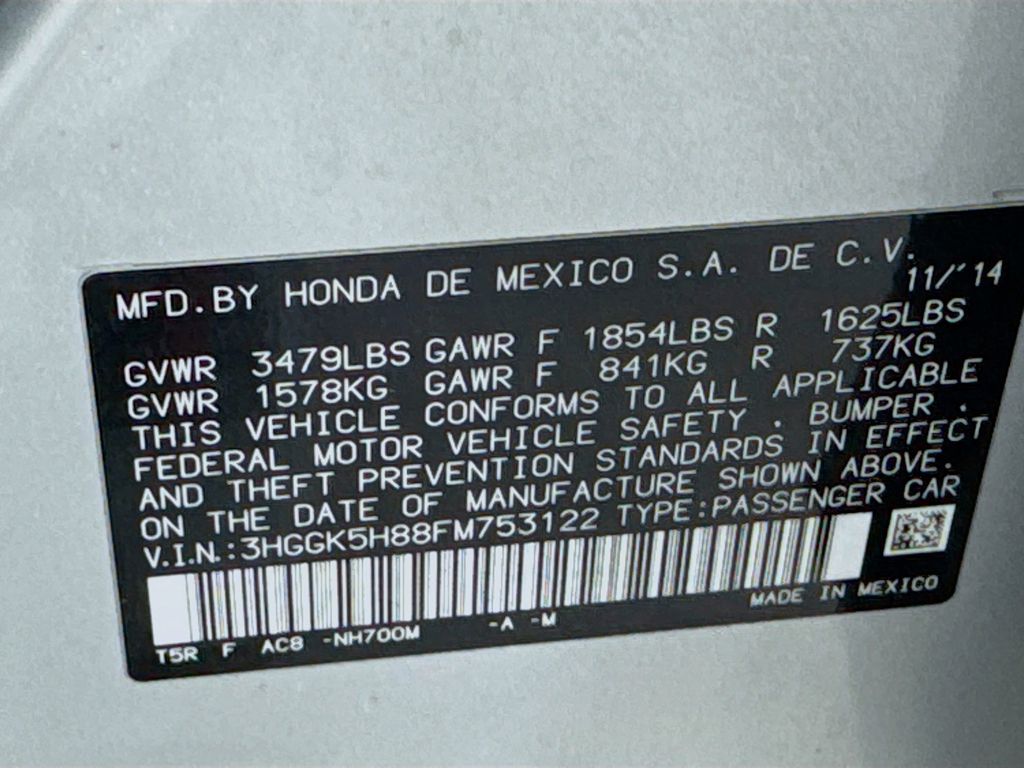 MFD.BY HONDA DE MEXICO S.A. DE C.V.
11/'14
GVWR 3479LBS GAWR F 1854LBS R 1625LBS
GVWR 1578KG GAWR F 841KG R 737KG
THIS VEHICLE CONFORMS TO ALL APPLICABLE
FEDERAL MOTOR VEHICLE SAFETY , BUMPER ,
AND THEFT PREVENTION STANDARDS IN EFFECT
ON THE DATE OF MANUFACTURE SHOWN ABOVE.
V.I.N.:3HGGK5H88FM753122 TYPE:PASSENGER CAR
MADE IN MEXICO
T5R F AC8 -NH700M -A -M